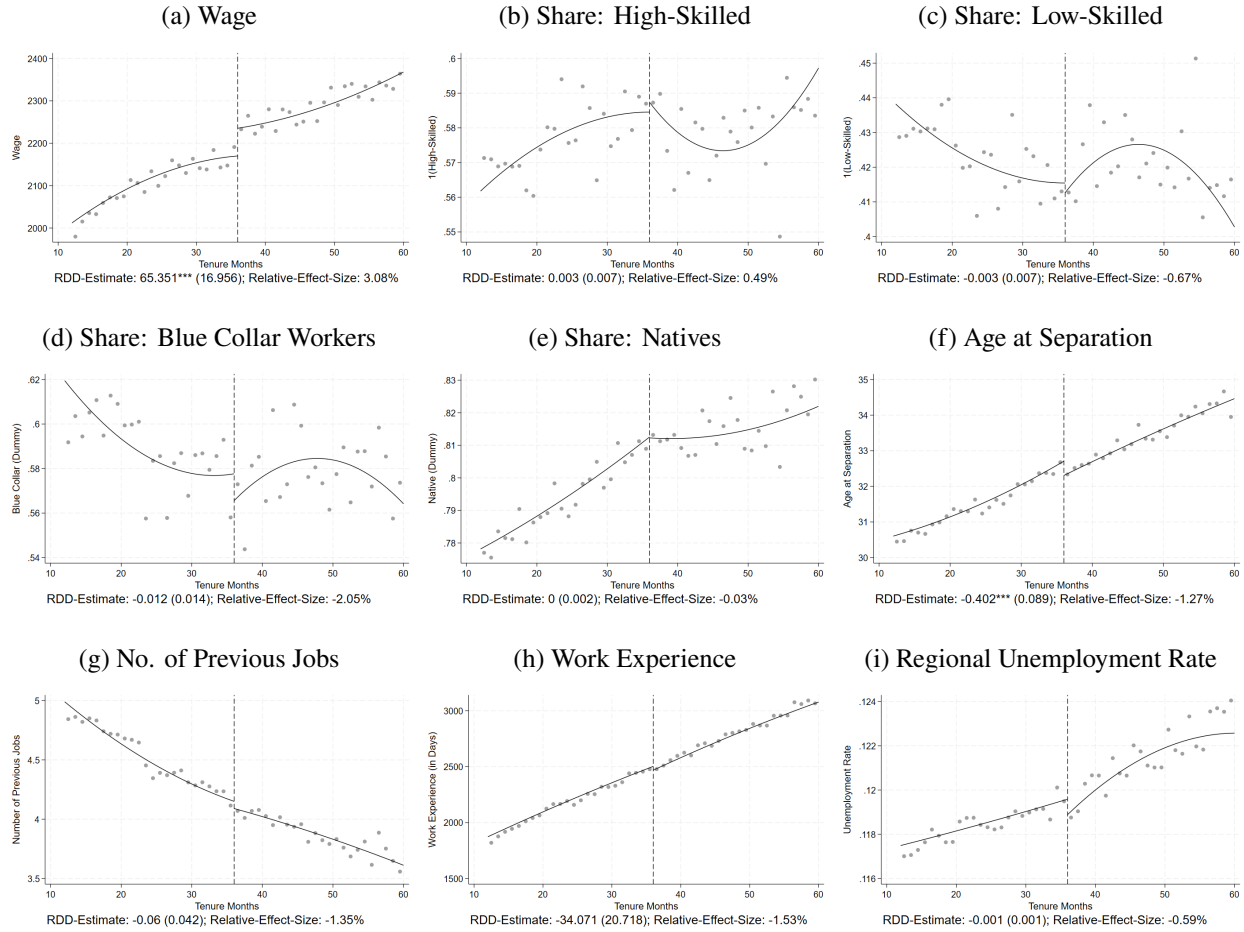 (a) Wage
2400
2300
2200
2100
2000
Wage
10 20 30 40 50 60
Tenure Months
RDD-Estimate: 65.351*** (16.956); Relative-Effect-Size: 3.08%
(b) Share: High-Skilled
.6
.59
.58
.57
.56
.55
1(High-Skilled)
10 20 30 40 50 60
Tenure Months
RDD-Estimate: 0.003 (0.007); Relative-Effect-Size: 0.49%
(c) Share: Low-Skilled
.45
.44
.43
.42
.41
.4
1(Low-Skilled)
10 20 30 40 50 60
Tenure Months
RDD-Estimate: -0.003 (0.007); Relative-Effect-Size: -0.67%
(d) Share: Blue Collar Workers
.62
.6
.58
.56
.54
Blue Collar (Dummy)
10 20 30 40 50 60
Tenure Months
RDD-Estimate: -0.012 (0.014); Relative-Effect-Size: -2.05%
(e) Share: Natives
.83
.82
.81
.8
.79
.78
Native (Dummy)
10 20 30 40 50 60
Tenure Months
RDD-Estimate: 0 (0.002); Relative-Effect-Size: -0.03%
(f) Age at Separation
35
34
33
32
31
30
Age at Separation
10 20 30 40 50 60
Tenure Months
RDD-Estimate: -0.402*** (0.089); Relative-Effect-Size: -1.27%
(g) No. of Previous Jobs
5
4.5
4
3.5
Number of Previous Jobs
10 20 30 40 50 60
Tenure Months
RDD-Estimate: -0.06 (0.042); Relative-Effect-Size: -1.35%
(h) Work Experience
3000
2500
2000
1500
Work Experience (in Days)
10 20 30 40 50 60
Tenure Months
RDD-Estimate: -34.071 (20.718); Relative-Effect-Size: -1.53%
(i) Regional Unemployment Rate
.124
.122
.12
.118
.116
Unemployment Rate
10 20 30 40 50 60
Tenure Months
RDD-Estimate: -0.001 (0.001); Relative-Effect-Size: -0.59%